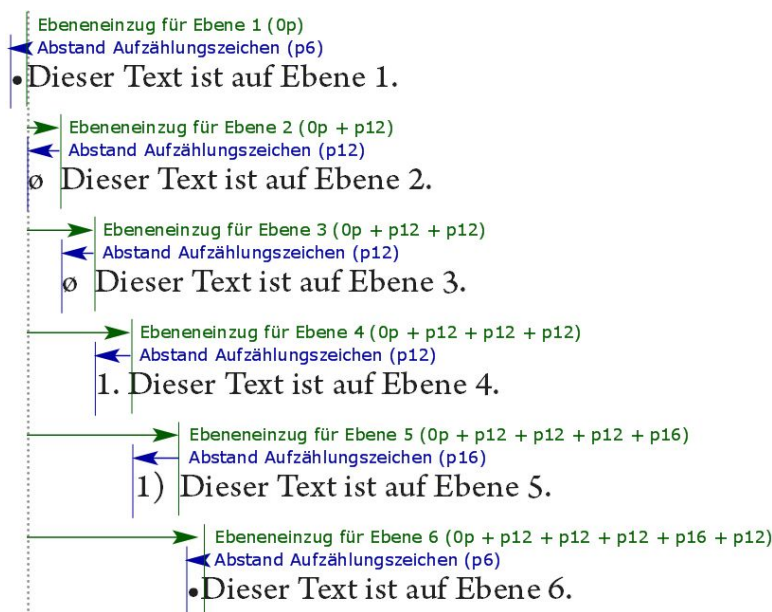 Ebeneneinzug für Ebene 1 (0p)
Abstand Aufzählungszeichen (p6)
•Dieser Text ist auf Ebene 1.
Ebeneneinzug für Ebene 2 (0p + p12)
Abstand Aufzählungszeichen (p12)
ø Dieser Text ist auf Ebene 2.
Ebeneneinzug für Ebene 3 (0p + p12 + p12)
Abstand Aufzählungszeichen (p12)
ø Dieser Text ist auf Ebene 3.
Ebeneneinzug für Ebene 4 (0p + p12 + p12 + p12)
Abstand Aufzählungszeichen (p12)
1. Dieser Text ist auf Ebene 4.
Ebeneneinzug für Ebene 5 (0p + p12 + p12 + p12 + p16)
Abstand Aufzählungszeichen (p16)
1) Dieser Text ist auf Ebene 5.
Ebeneneinzug für Ebene 6 (0p + p12 + p12 + p12 + p16 + p12)
Abstand Aufzählungszeichen (p6)
•Dieser Text ist auf Ebene 6.